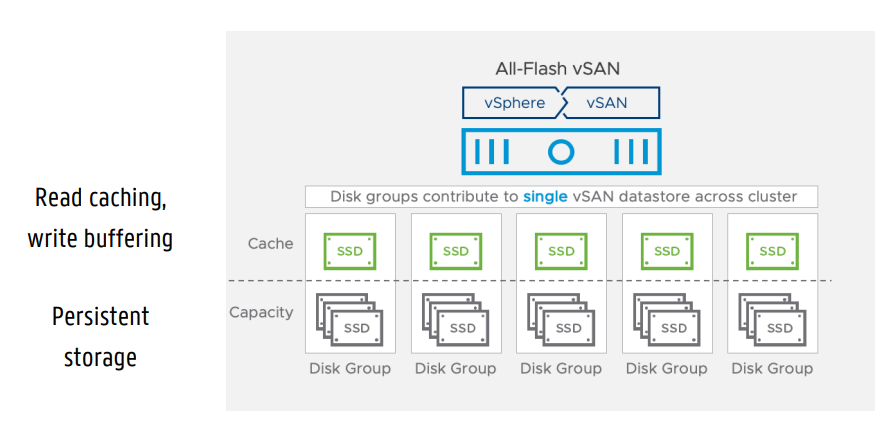 All-Flash vSAN
vSphere vSAN
Read caching,
write buffering
Disk groups contribute to single vSAN datastore across cluster
Cache
SSD SSD SSD SSD SSD
Persistent
storage
Capacity
SSD SSD SSD SSD SSD
Disk Group Disk Group Disk Group Disk Group Disk Group